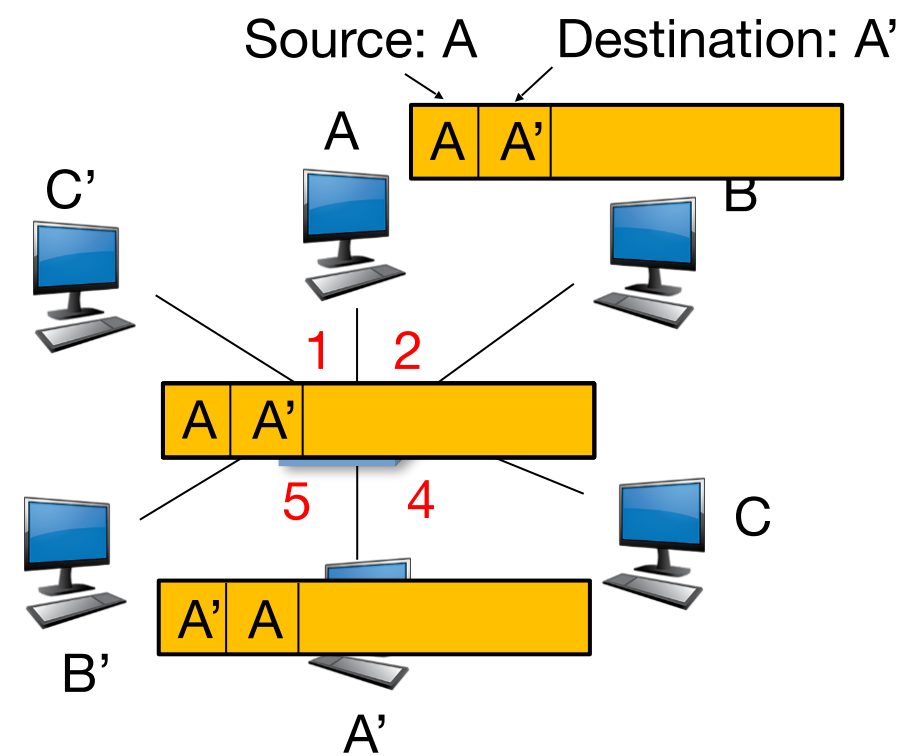 Source: A
Destination: A’
A A’
A
B
C’
1 2
A A’
5 4
C
A’ A
B’
A’